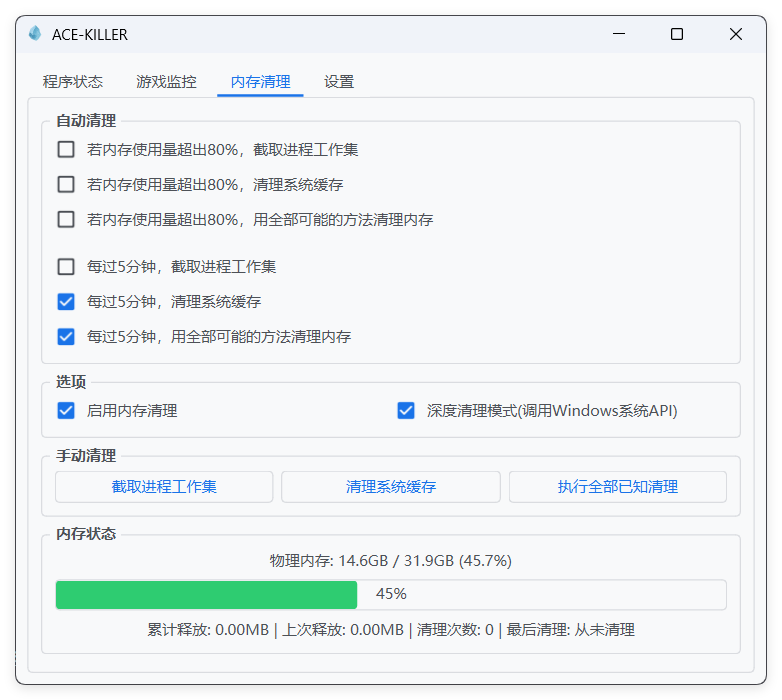 ACE-KILLER
程序状态 游戏监控 内存清理 设置
自动清理
若内存使用量超出80%，截取进程工作集
若内存使用量超出80%，清理系统缓存
若内存使用量超出80%，用全部可能的方法清理内存
每过5分钟，截取进程工作集
每过5分钟，清理系统缓存
每过5分钟，用全部可能的方法清理内存
选项
启用内存清理 深度清理模式(调用Windows系统API)
手动清理
截取进程工作集 清理系统缓存 执行全部已知清理
内存状态
物理内存: 14.6GB / 31.9GB (45.7%)
45%
累计释放: 0.00MB | 上次释放: 0.00MB | 清理次数: 0 | 最后清理: 从未清理